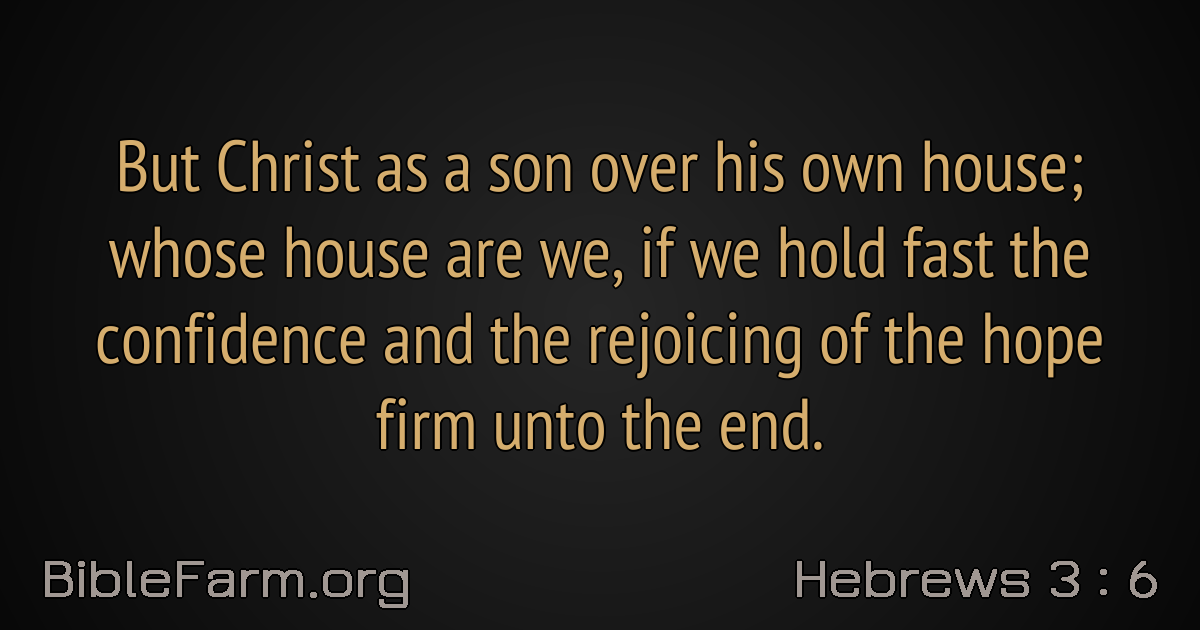 But Christ as a son over his own house;
whose house are we, if we hold fast the
confidence and the rejoicing of the hope
firm unto the end.
BibleFarm.org
Hebrews 3 : 6